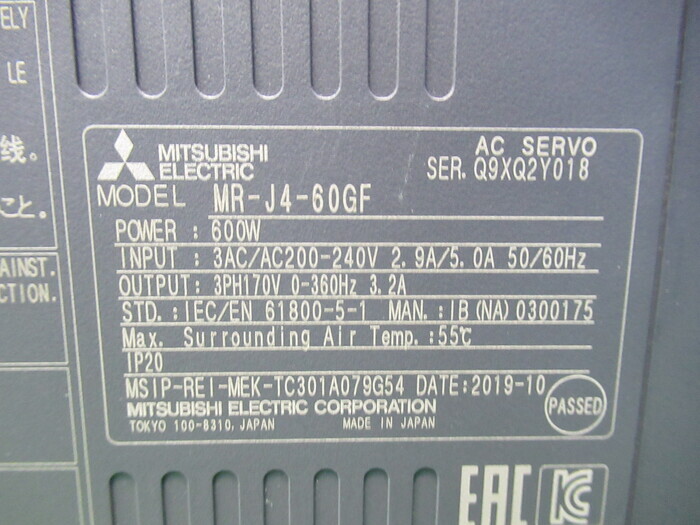 ELY
LE
线。
こと。
AINST.
CTION.
MITSUBISHI
ELECTRIC
AC SERVO
SER. Q9XQ2Y018
MODEL MR-J4-60GF
POWER : 600W
INPUT : 3AC/AC200-240V 2.9A/5.0A 50/60Hz
OUTPUT: 3PH170V 0-360Hz 3.2A
STD.: IEC/EN 61800-5-1 MAN.: IB(NA)0300175
Max. Surrounding Air Temp.:55℃
IP20
MSIP-REI-MEK-TC301A079G54 DATE:2019-10
MITSUBISHI ELECTRIC CORPORATION
TOKYO 100-8310, JAPAN MADE IN JAPAN
PASSED
EAC
KC